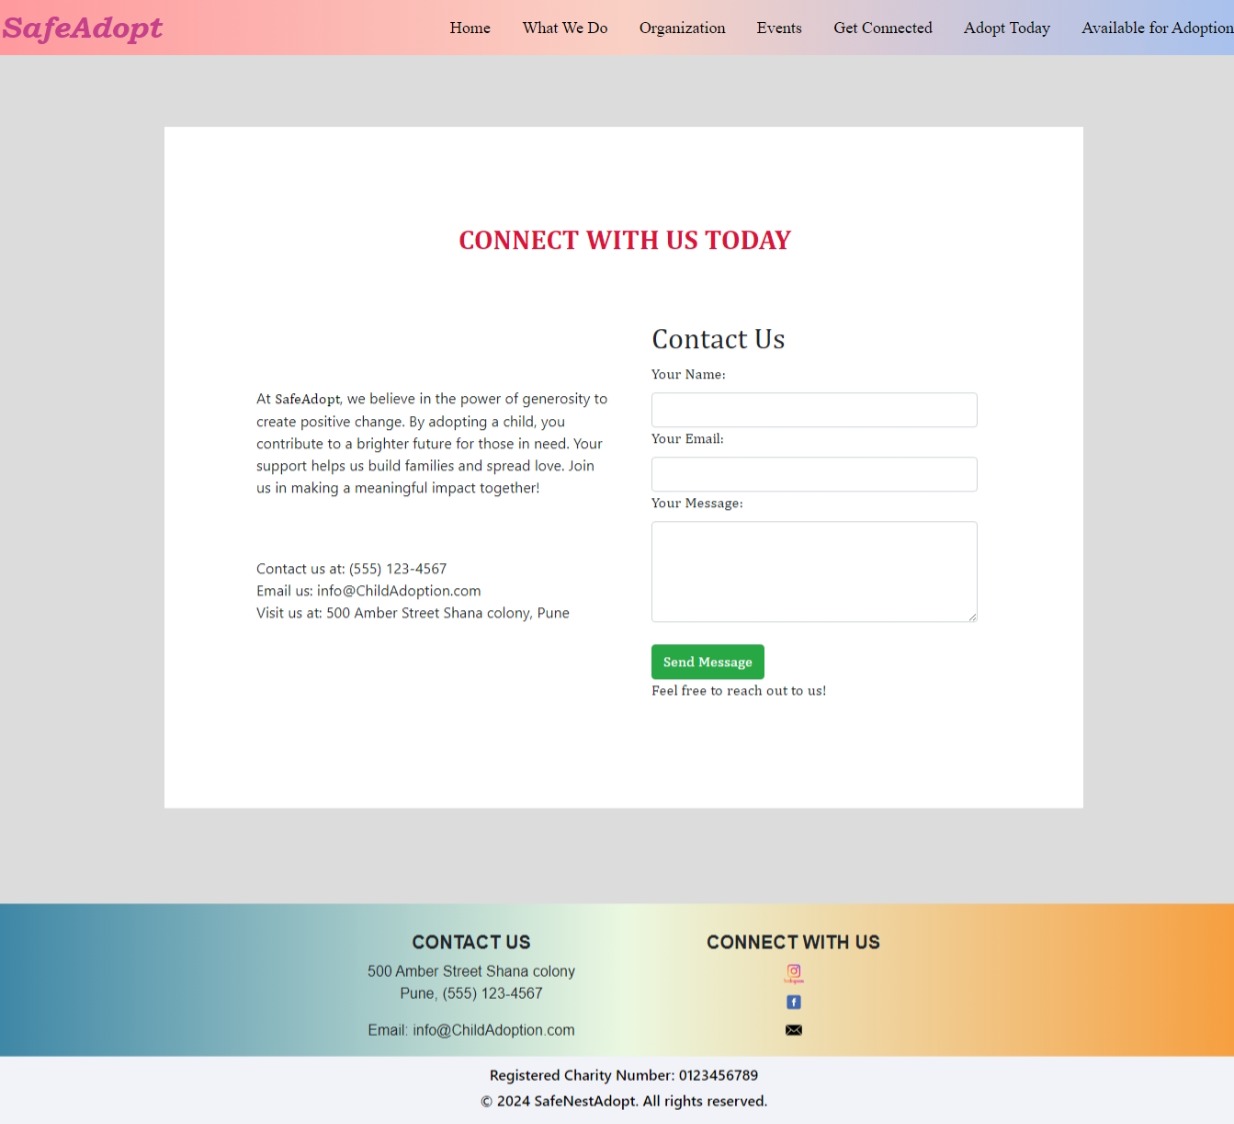 SafeAdopt
Home What We Do Organization Events Get Connected Adopt Today Available for Adoption
CONNECT WITH US TODAY
At SafeAdopt, we believe in the power of generosity to
create positive change. By adopting a child, you
contribute to a brighter future for those in need. Your
support helps us build families and spread love. Join
us in making a meaningful impact together!
Contact us at: (555) 123-4567
Email us: info@ChildAdoption.com
Visit us at: 500 Amber Street Shana colony, Pune
Contact Us
Your Name:
Your Email:
Your Message:
Send Message
Feel free to reach out to us!
CONTACT US
500 Amber Street Shana colony
Pune, (555) 123-4567
Email: info@ChildAdoption.com
CONNECT WITH US
Registered Charity Number: 0123456789
© 2024 SafeNestAdopt. All rights reserved.